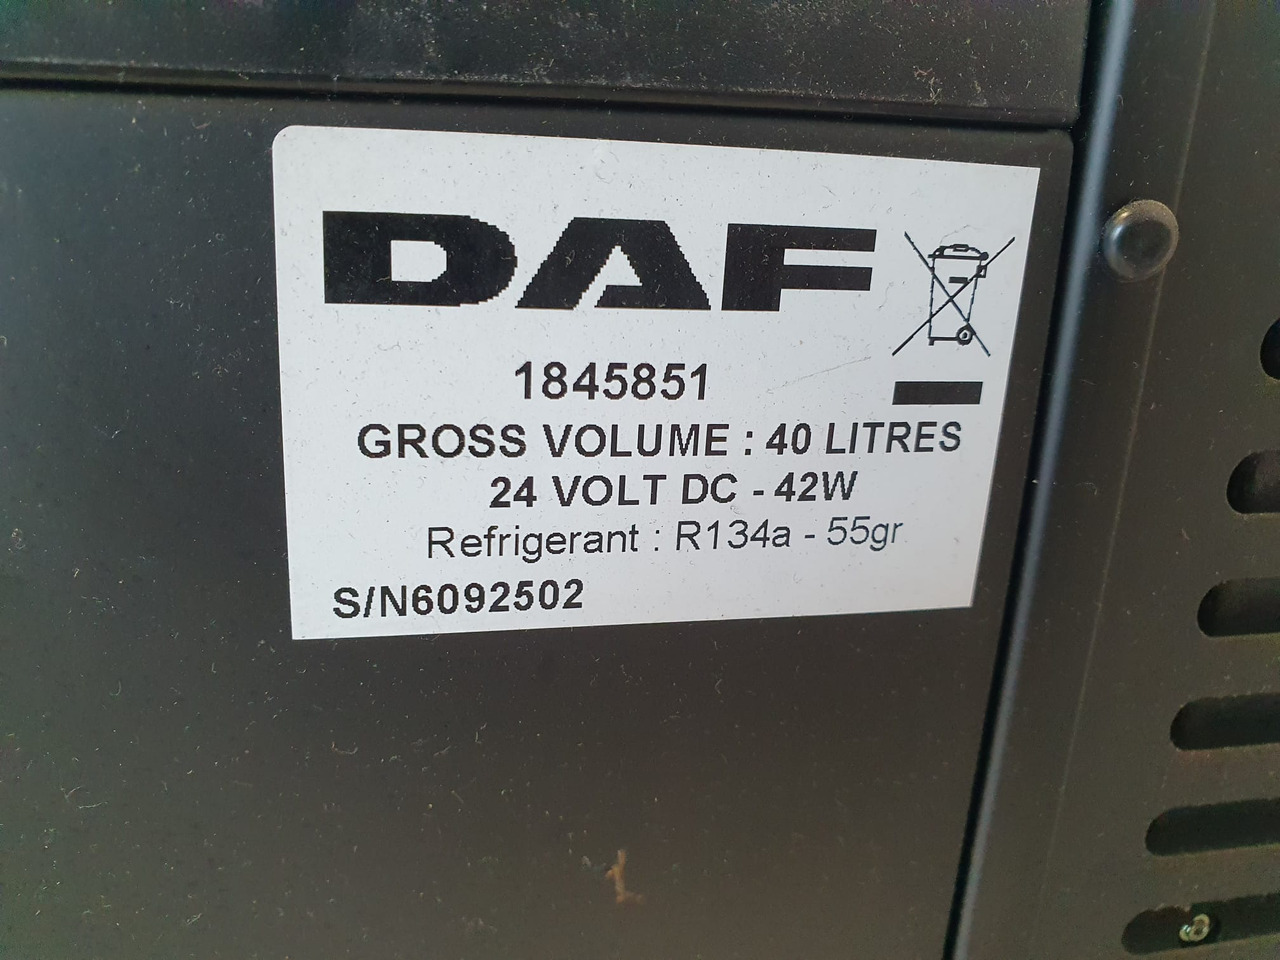 DAF
1845851
GROSS VOLUME : 40 LITRES
24 VOLT DC - 42W
Refrigerant : R134a - 55gr
S/N6092502